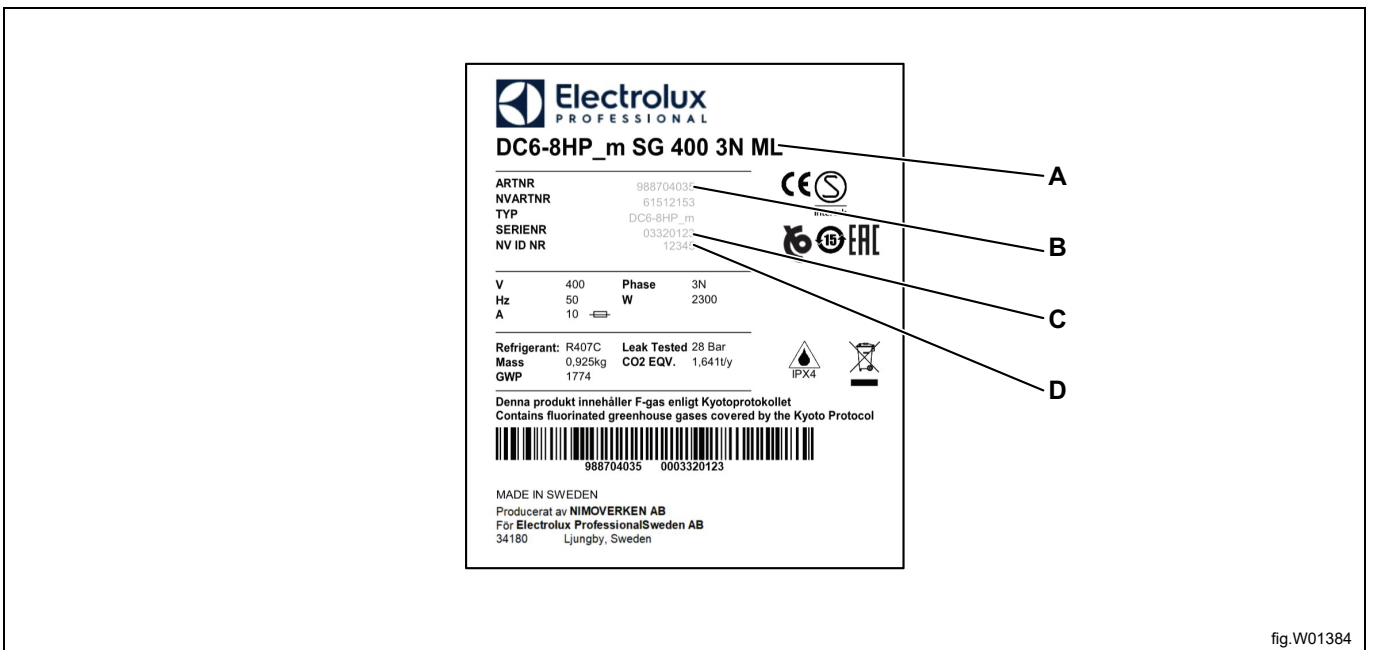 Electrolux
PROFESSIONAL
DC6-8HP_m SG 400 3N ML
A
ARTNR 988704035
NVARTNR 61512153
TYP DC6-8HP_m
SERIENR 03320123
NV ID NR 12345
CE S
Intertek
15 EAC
B
V 400 Phase 3N
Hz 50 W 2300
A 10
C
Refrigerant: R407C Leak Tested 28 Bar
Mass 0,925kg CO2 EQV. 1,641t/y
GWP 1774
IPX4
D
Denna produkt innehåller F-gas enligt Kyotoprotokollet
Contains fluorinated greenhouse gases covered by the Kyoto Protocol
988704035 0003320123
MADE IN SWEDEN
Producerat av NIMOVERKEN AB
För Electrolux ProfessionalSweden AB
34180 Ljungby, Sweden
fig.W01384